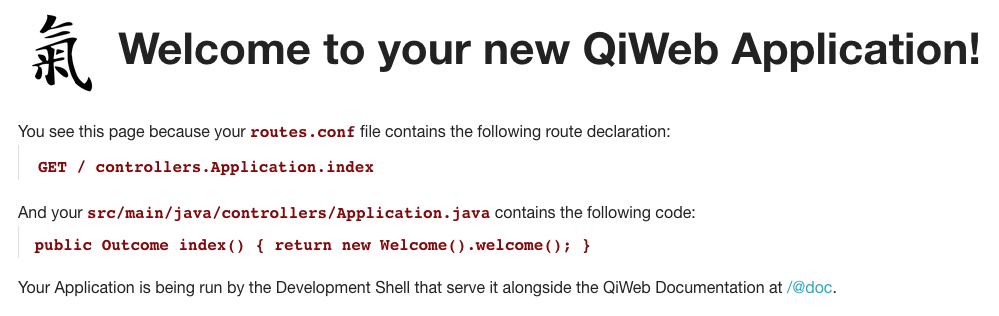 氣 Welcome to your new QiWeb Application!
You see this page because your routes.conf file contains the following route declaration:
GET / controllers.Application.index
And your src/main/java/controllers/Application.java contains the following code:
public Outcome index() { return new Welcome().welcome(); }
Your Application is being run by the Development Shell that serve it alongside the QiWeb Documentation at /@doc.